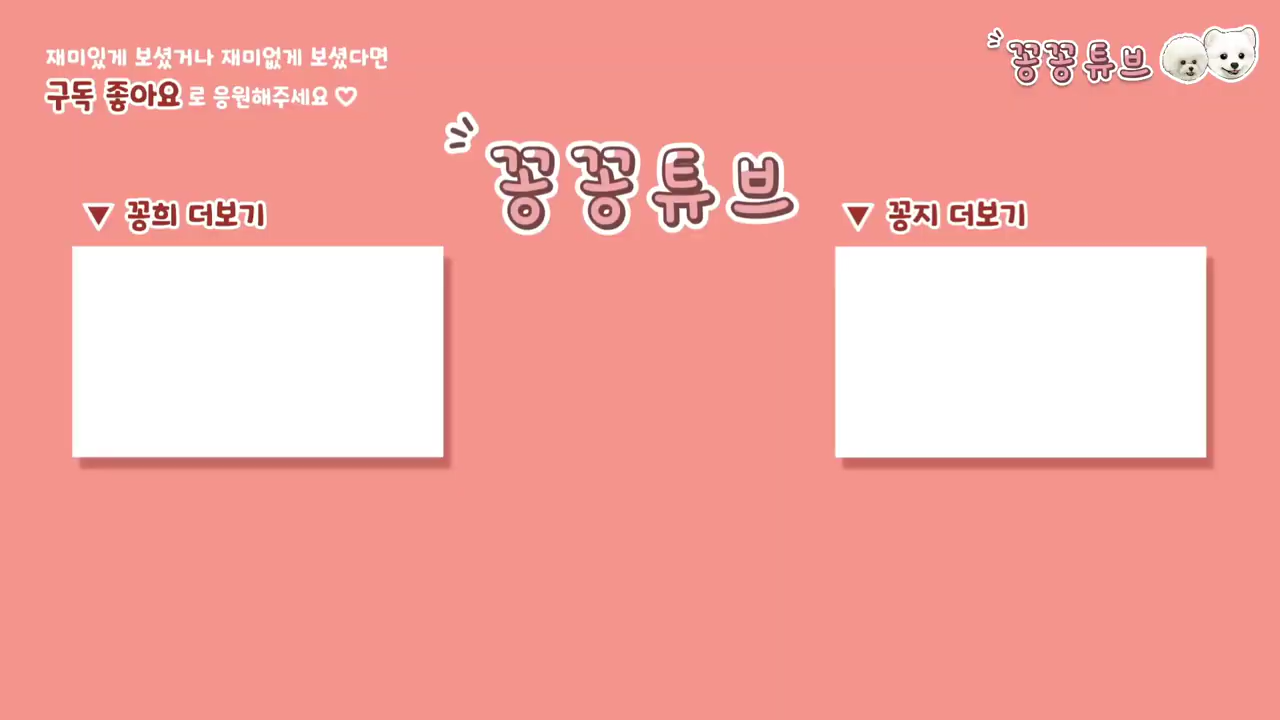 재미있게 보셨거나 재미없게 보셨다면
구독 좋아요 로 응원해주세요 ♡
꽁꽁튜브
꽁꽁튜브
▼ 꽁희 더보기
▼ 꽁지 더보기